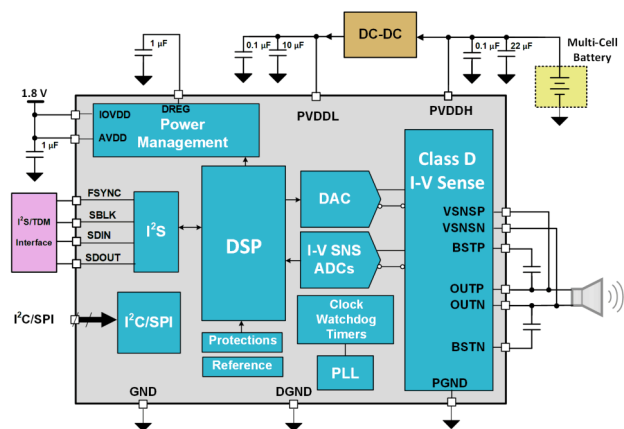 1 µF
0.1 µF
10 µF
DC-DC
0.1 µF
22 µF
Multi-Cell
Battery
1.8 V
IOVDD
DREG
PVDDL
PVDDH
AVDD
Power
Management
1 µF
Class D
I-V Sense
FSYNC
SBLK
SDIN
SDOUT
I²S/TDM
Interface
I²S
DSP
DAC
I-V SNS
ADCs
VSNSP
VSNSN
BSTP
OUTP
OUTN
BSTN
I²C/SPI
I²C/SPI
Clock
Watchdog
Timers
Protections
Reference
PLL
PGND
GND
DGND